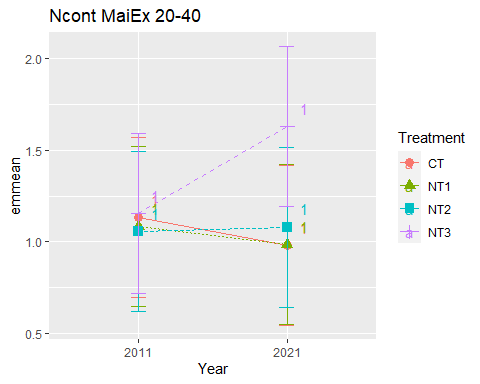 Ncont MaiEx 20-40
2.0
1.5
1.0
0.5
emmean
1
1
1
1
1
1
2011
2021
Year
Treatment
a CT
a NT1
a NT2
a NT3